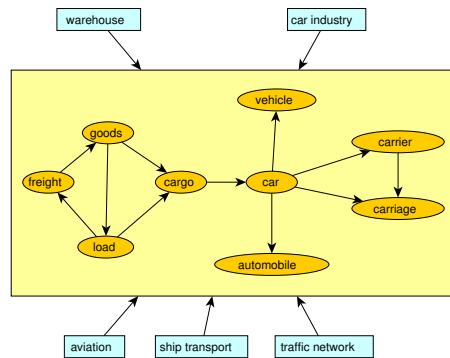 warehouse
car industry
vehicle
goods
carrier
freight
cargo
car
carriage
load
automobile
aviation
ship transport
traffic network